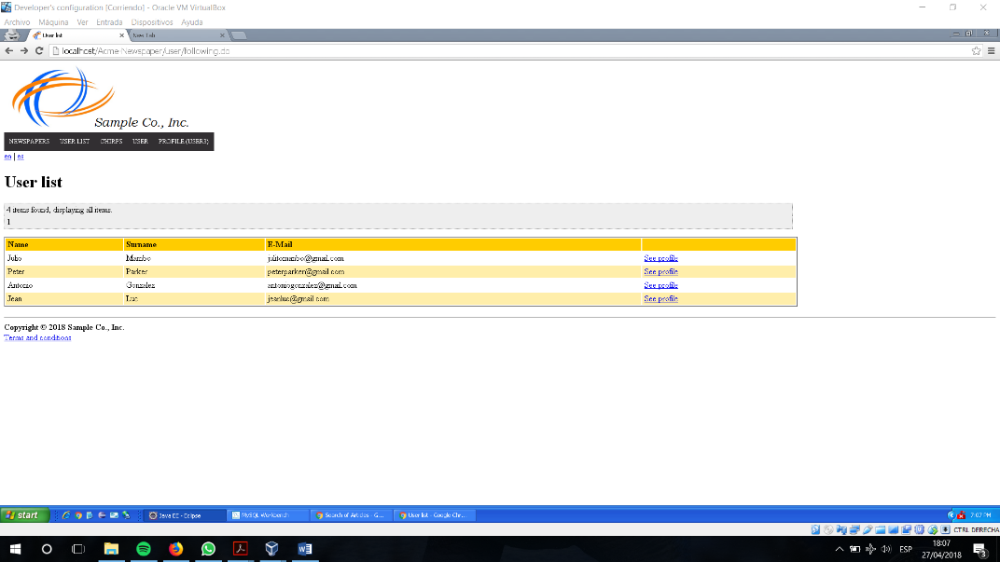 Developer's configuration [Corriendo] - Oracle VM VirtualBox
Archivo Máquina Ver Entrada Dispositivos Ayuda
User list New Tab
localhost/Acme-Newspaper/user/following.do
Sample Co., Inc.
NEWSPAPERS USER LIST CHIRPS USER PROFILE (USER3)
en | es
User list
4 items found, displaying all items.
1
Name Surname E-Mail
Julio Mambo juliomambo@gmail.com See profile
Peter Parker peterparker@gmail.com See profile
Antonio Gonzalez antoniogonzalez@gmail.com See profile
Jean Luc jeanluc@gmail.com See profile
Copyright © 2018 Sample Co., Inc.
Terms and conditions
start Java EE - Eclipse MySQL Workbench Search of Articles - G... User list - Google Chr... 7:07 PM
CTRL DERECHA
ESP 18:07
27/04/2018 3